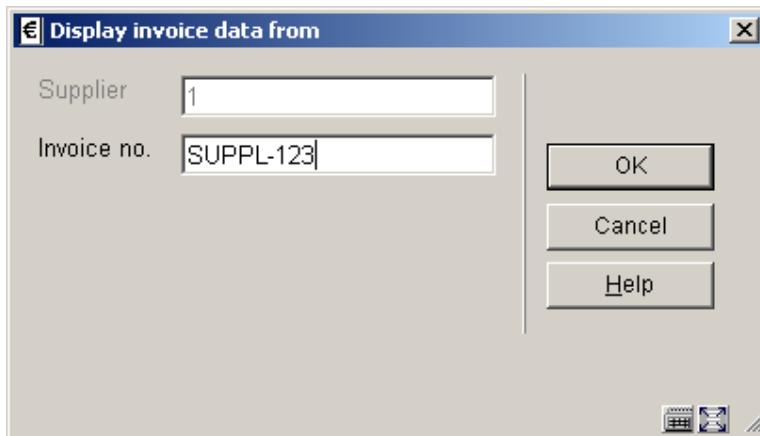 € Display invoice data from
Supplier 1
Invoice no. SUPPL-123
OK
Cancel
Help